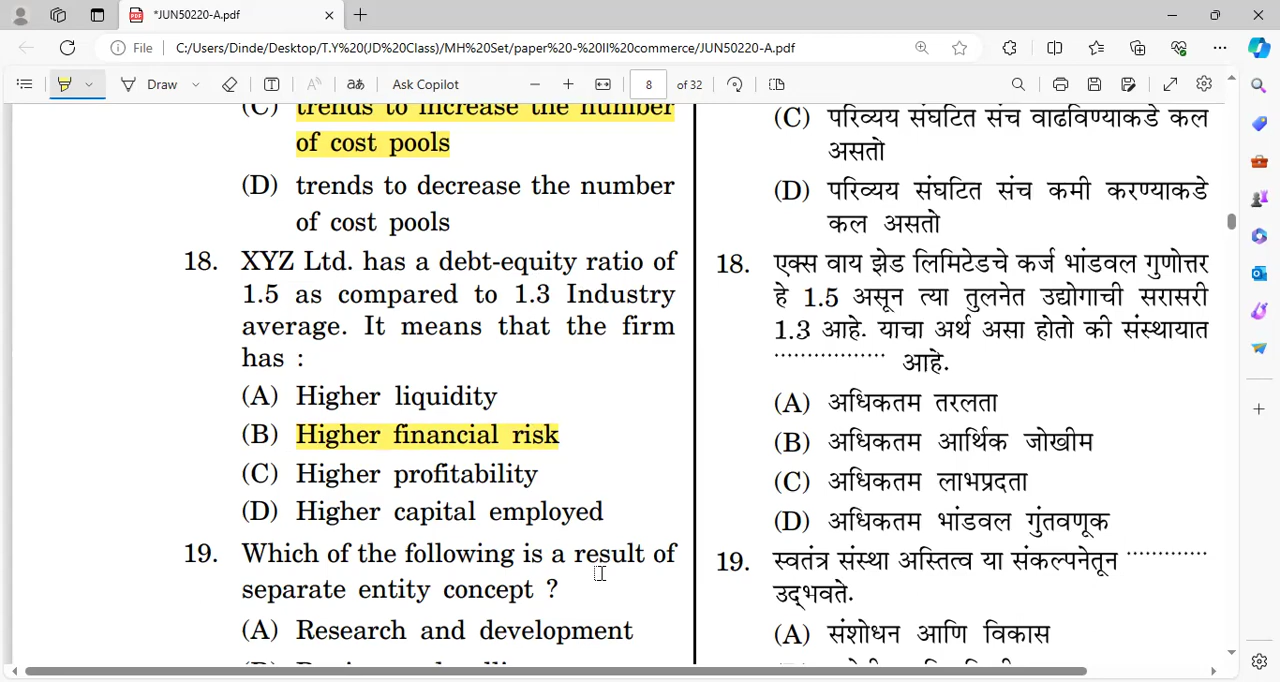 *JUN50220-A.pdf
File
C:/Users/Dinde/Desktop/T.Y%20(JD%20Class)/MH%20Set/paper%20-%20II%20commerce/JUN50220-A.pdf
Draw
Ask Copilot
8 of 32
(C) trends to increase the number
of cost pools
(D) trends to decrease the number
of cost pools
18. XYZ Ltd. has a debt-equity ratio of
1.5 as compared to 1.3 Industry
average. It means that the firm
has :
(A) Higher liquidity
(B) Higher financial risk
(C) Higher profitability
(D) Higher capital employed
19. Which of the following is a result of
separate entity concept ?
(A) Research and development
(C) परिव्यय संघटित संच वाढविण्याकडे कल
असतो
(D) परिव्यय संघटित संच कमी करण्याकडे
कल असतो
18. एक्स वाय झेड लिमिटेडचे कर्ज भांडवल गुणोत्तर
हे 1.5 असून त्या तुलनेत उद्योगाची सरासरी
1.3 आहे. याचा अर्थ असा होतो की संस्थायात
................. आहे.
(A) अधिकतम तरलता
(B) अधिकतम आर्थिक जोखीम
(C) अधिकतम लाभप्रदता
(D) अधिकतम भांडवल गुंतवणूक
19. स्वतंत्र संस्था अस्तित्व या संकल्पनेतून ............
उद्भवते.
(A) संशोधन आणि विकास